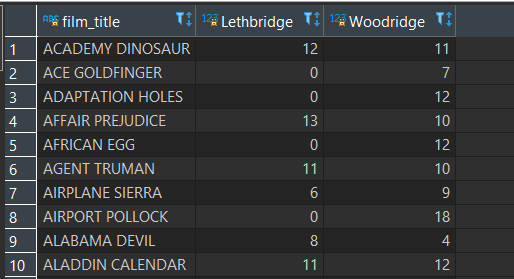 ABC film_title Lethbridge Woodridge
1 ACADEMY DINOSAUR 12 11
2 ACE GOLDFINGER 0 7
3 ADAPTATION HOLES 0 12
4 AFFAIR PREJUDICE 13 10
5 AFRICAN EGG 0 12
6 AGENT TRUMAN 11 10
7 AIRPLANE SIERRA 6 9
8 AIRPORT POLLOCK 0 18
9 ALABAMA DEVIL 8 4
10 ALADDIN CALENDAR 11 12